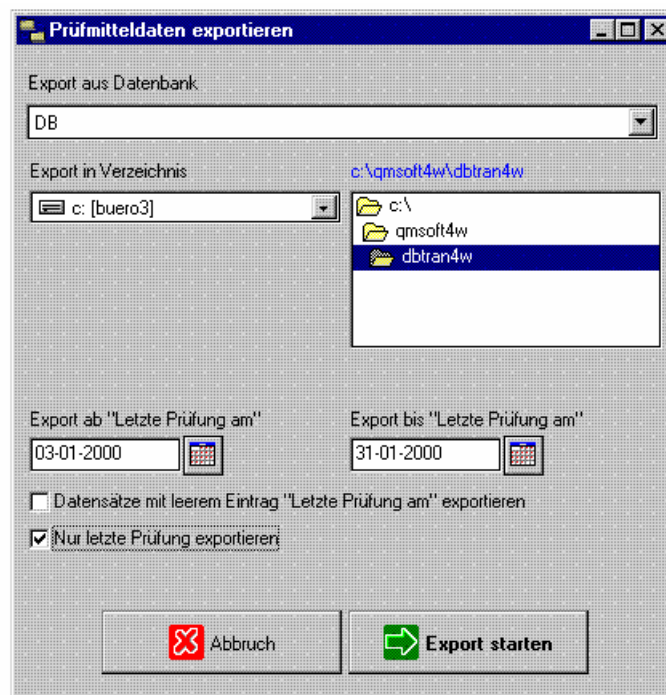 Prüfmitteldaten exportieren
Export aus Datenbank
DB
Export in Verzeichnis
c:\qmsoft4w\dbtran4w
c: [buero3]
c:\
qmsoft4w
dbtran4w
Export ab "Letzte Prüfung am"
Export bis "Letzte Prüfung am"
03-01-2000
31-01-2000
Datensätze mit leerem Eintrag "Letzte Prüfung am" exportieren
Nur letzte Prüfung exportieren
Abbruch
Export starten